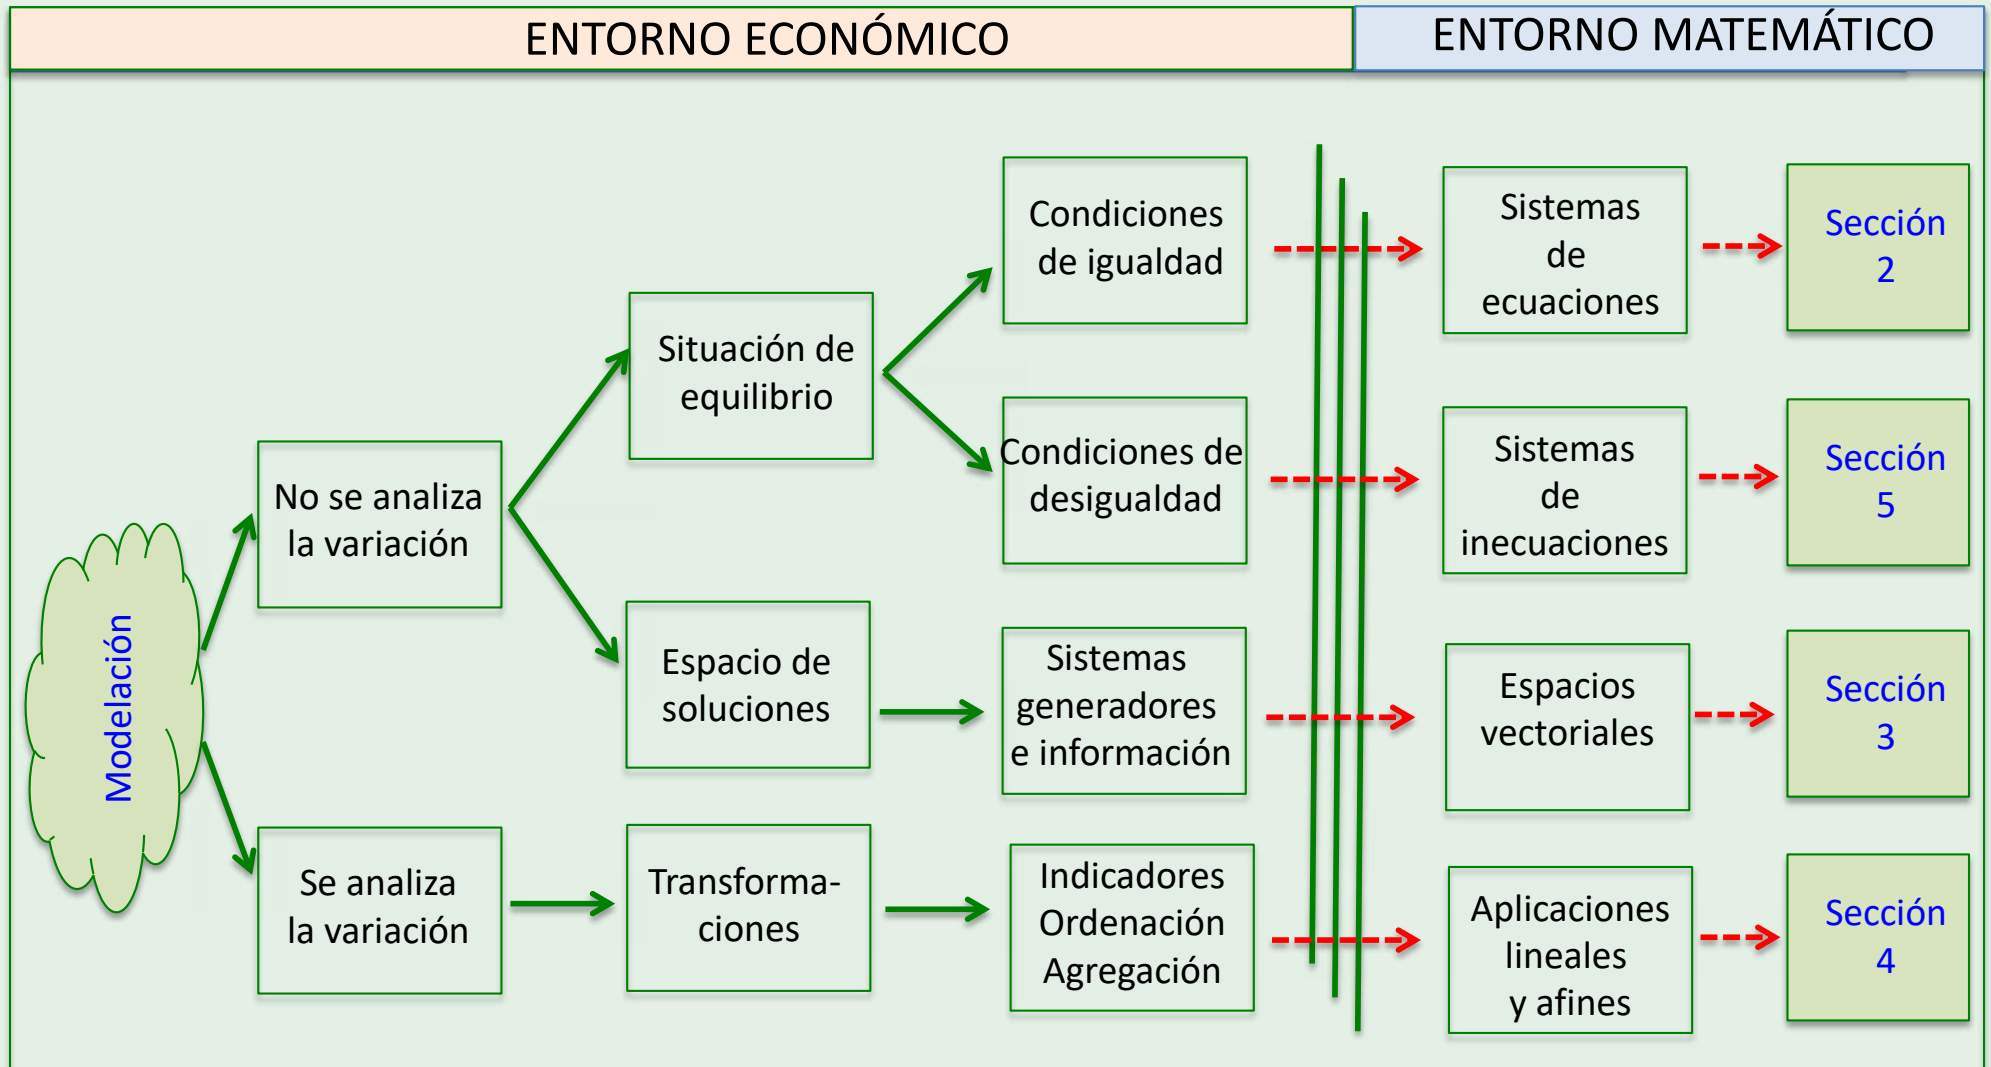 ENTORNO ECONÓMICO
ENTORNO MATEMÁTICO
Condiciones
de igualdad
Sistemas
de
ecuaciones
Sección
2
Situación de
equilibrio
Condiciones de
desigualdad
Sistemas
de
inecuaciones
Sección
5
No se analiza
la variación
Modelación
Espacio de
soluciones
Sistemas
generadores
e información
Espacios
vectoriales
Sección
3
Se analiza
la variación
Transforma-
ciones
Indicadores
Ordenación
Agregación
Aplicaciones
lineales
y afines
Sección
4